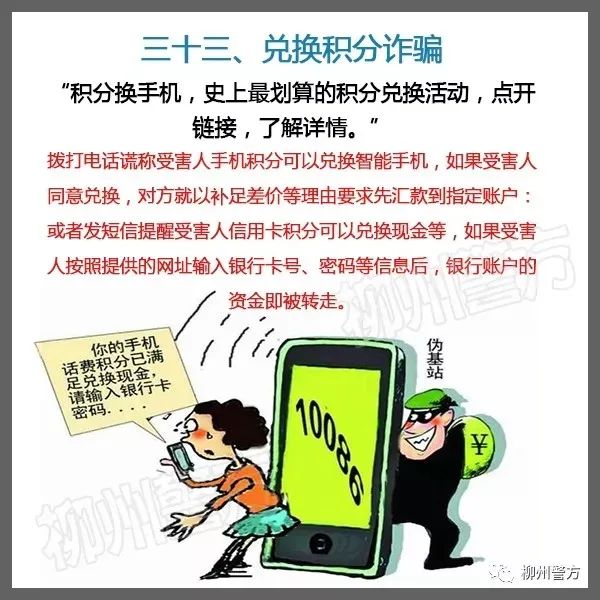 三十三、兑换积分诈骗
“积分换手机，史上最划算的积分兑换活动，点开
链接，了解详情。”
拨打电话谎称受害人手机积分可以兑换智能手机，如果受害人
同意兑换，对方就以补足差价等理由要求先汇款到指定账户：
或者发短信提醒受害人信用卡积分可以兑换现金等，如果受害
人按照提供的网址输入银行卡号、密码等信息后，银行账户的
资金即被转走。
柳州警方
你的手机
话费积分已满
足兑换现金，
请输入银行卡
密码....
伪基站
10086
￥
柳州警方
柳州警方